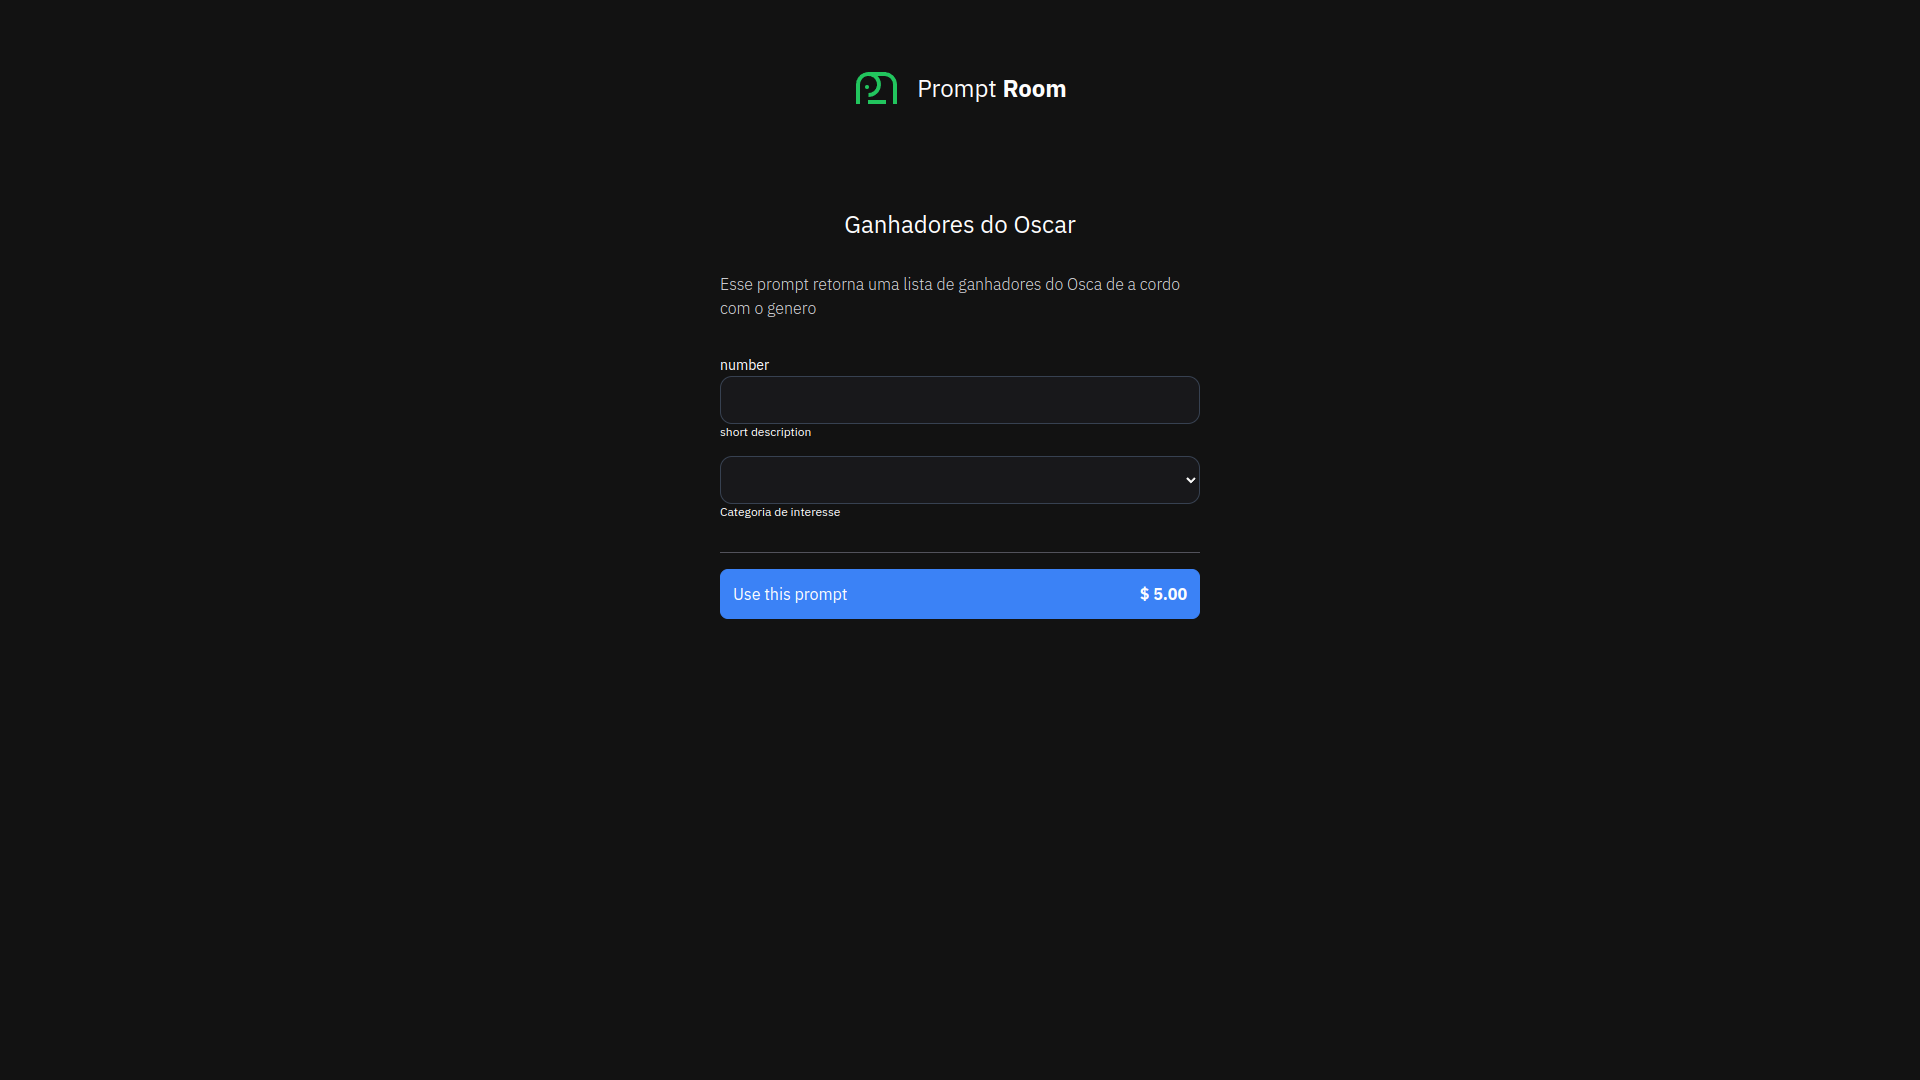 Prompt Room
Ganhadores do Oscar
Esse prompt retorna uma lista de ganhadores do Osca de a cordo
com o genero
number
short description
Categoria de interesse
Use this prompt $ 5.00